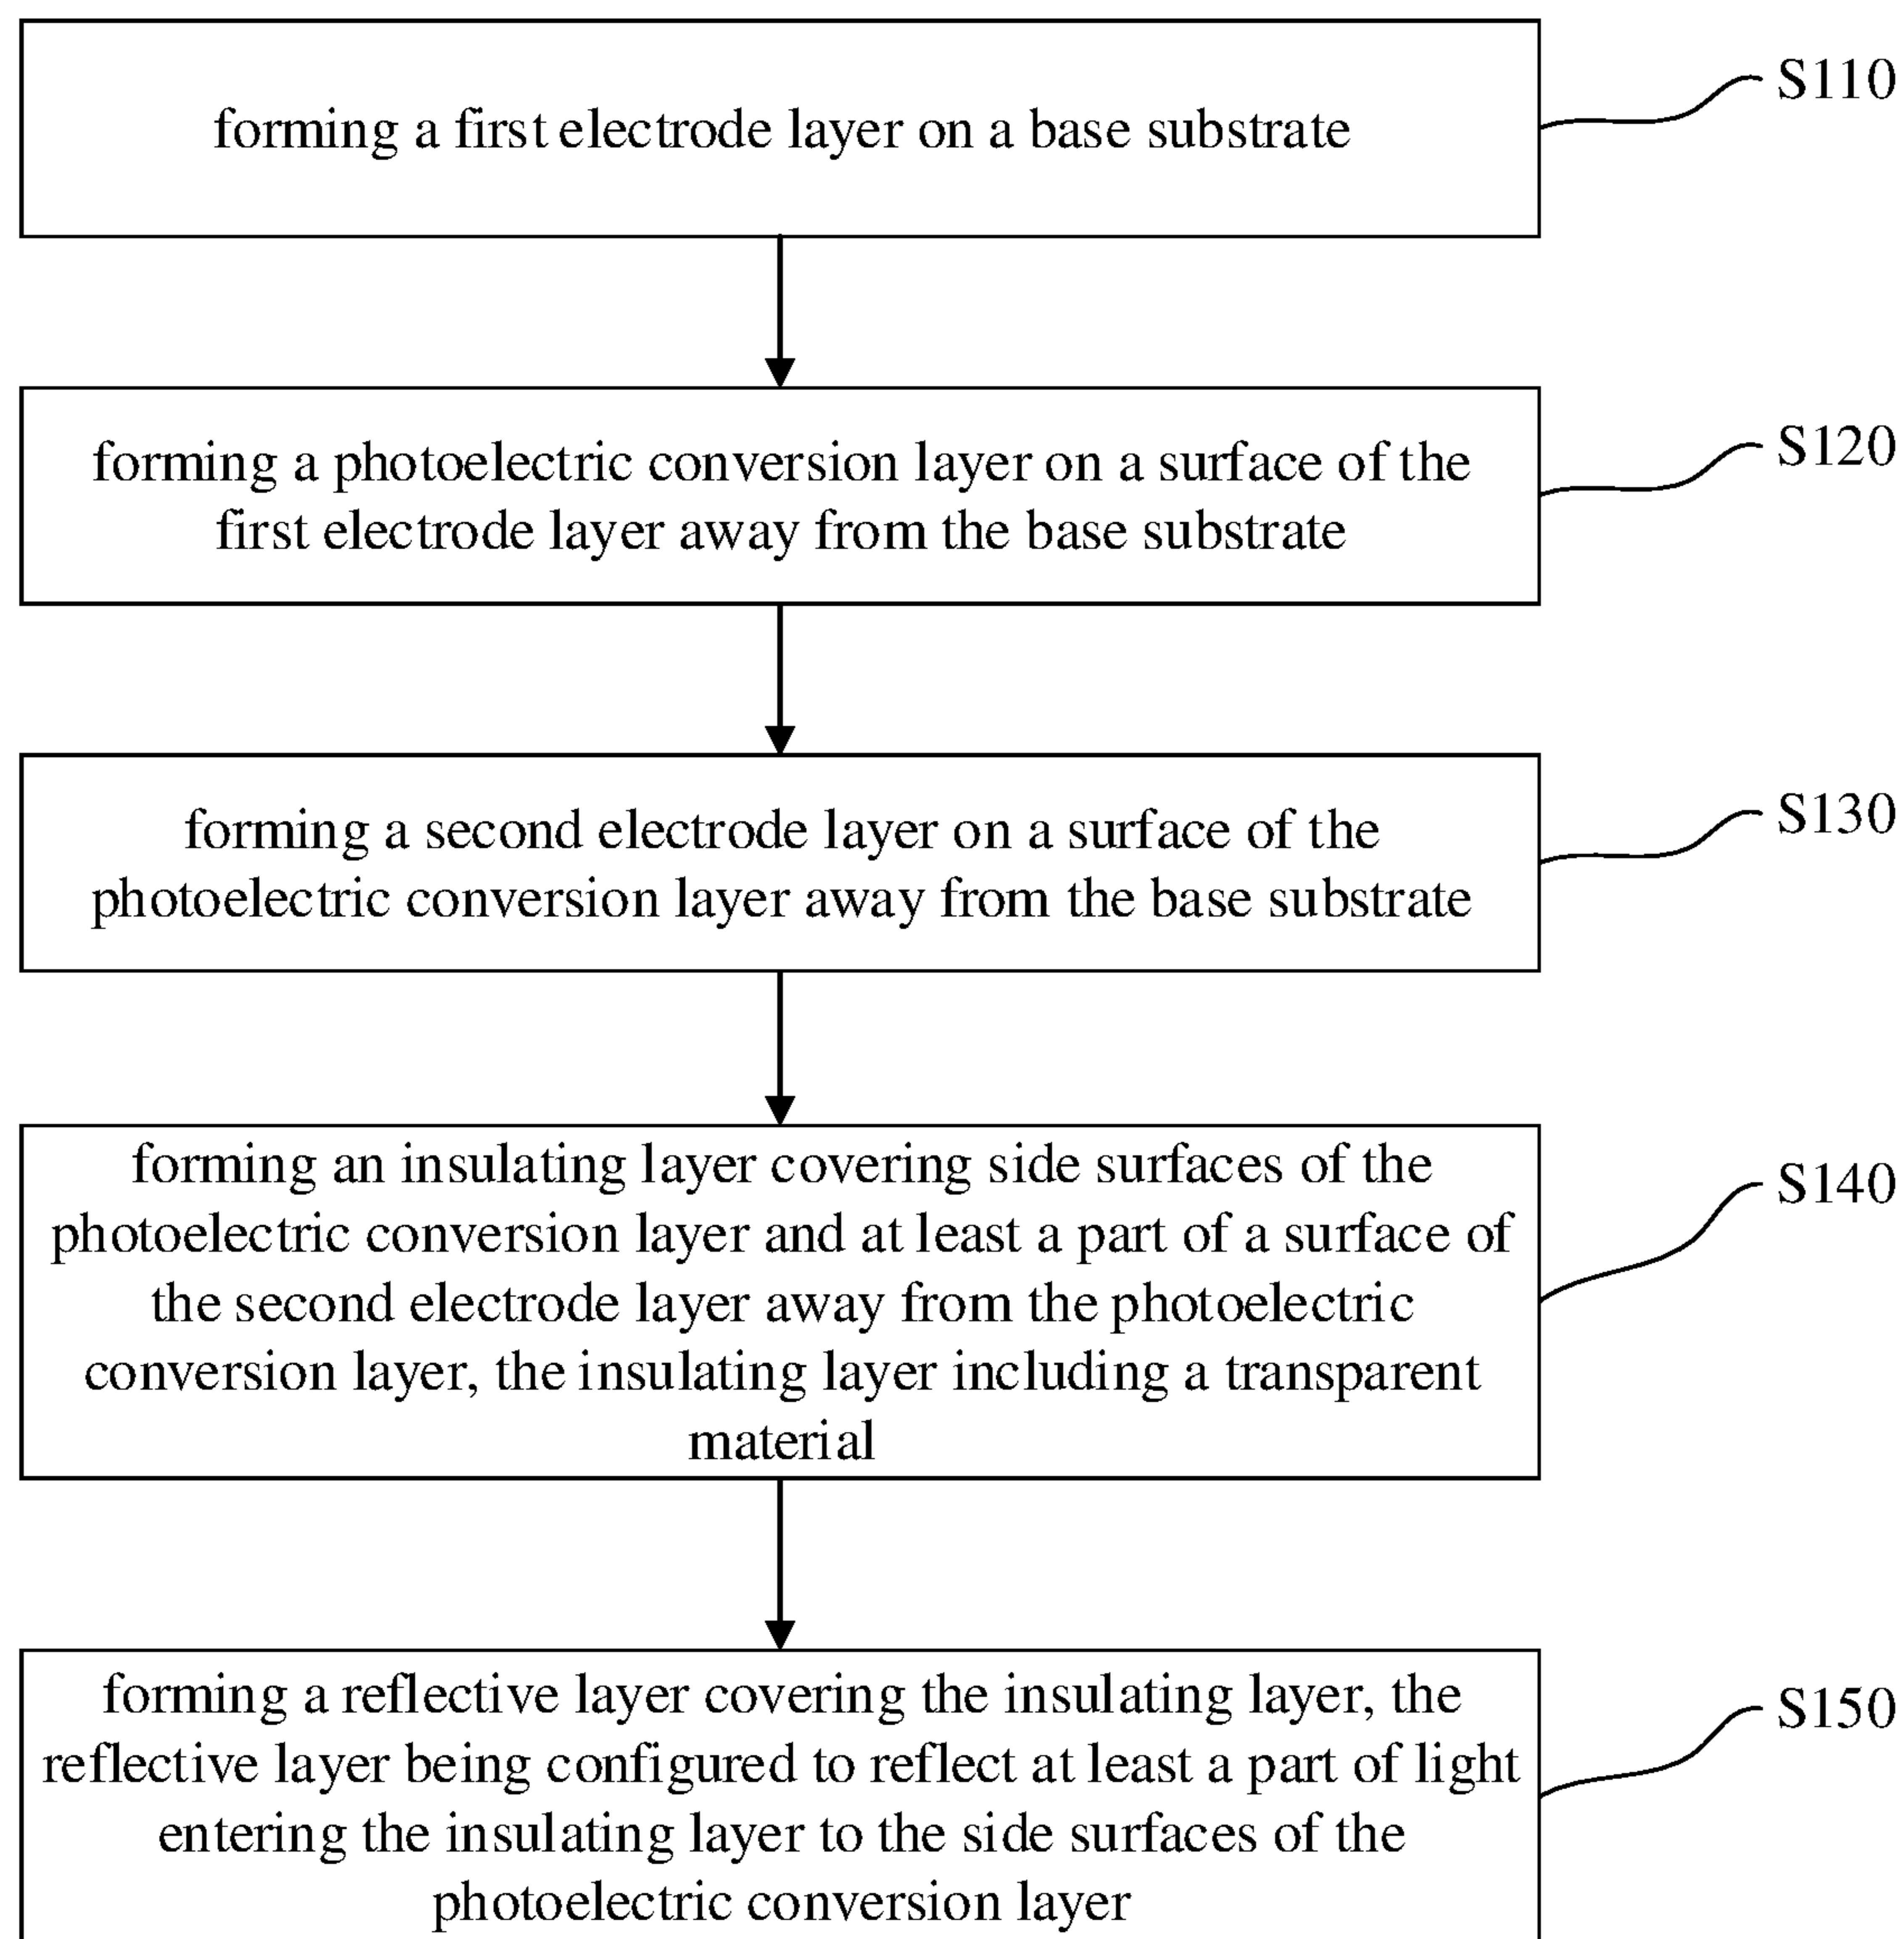 forming a first electrode layer on a base substrate
S110
forming a photoelectric conversion layer on a surface of the
first electrode layer away from the base substrate
S120
forming a second electrode layer on a surface of the
photoelectric conversion layer away from the base substrate
S130
forming an insulating layer covering side surfaces of the
photoelectric conversion layer and at least a part of a surface of
the second electrode layer away from the photoelectric
conversion layer, the insulating layer including a transparent
material
S140
forming a reflective layer covering the insulating layer, the
reflective layer being configured to reflect at least a part of light
entering the insulating layer to the side surfaces of the
photoelectric conversion layer
S150